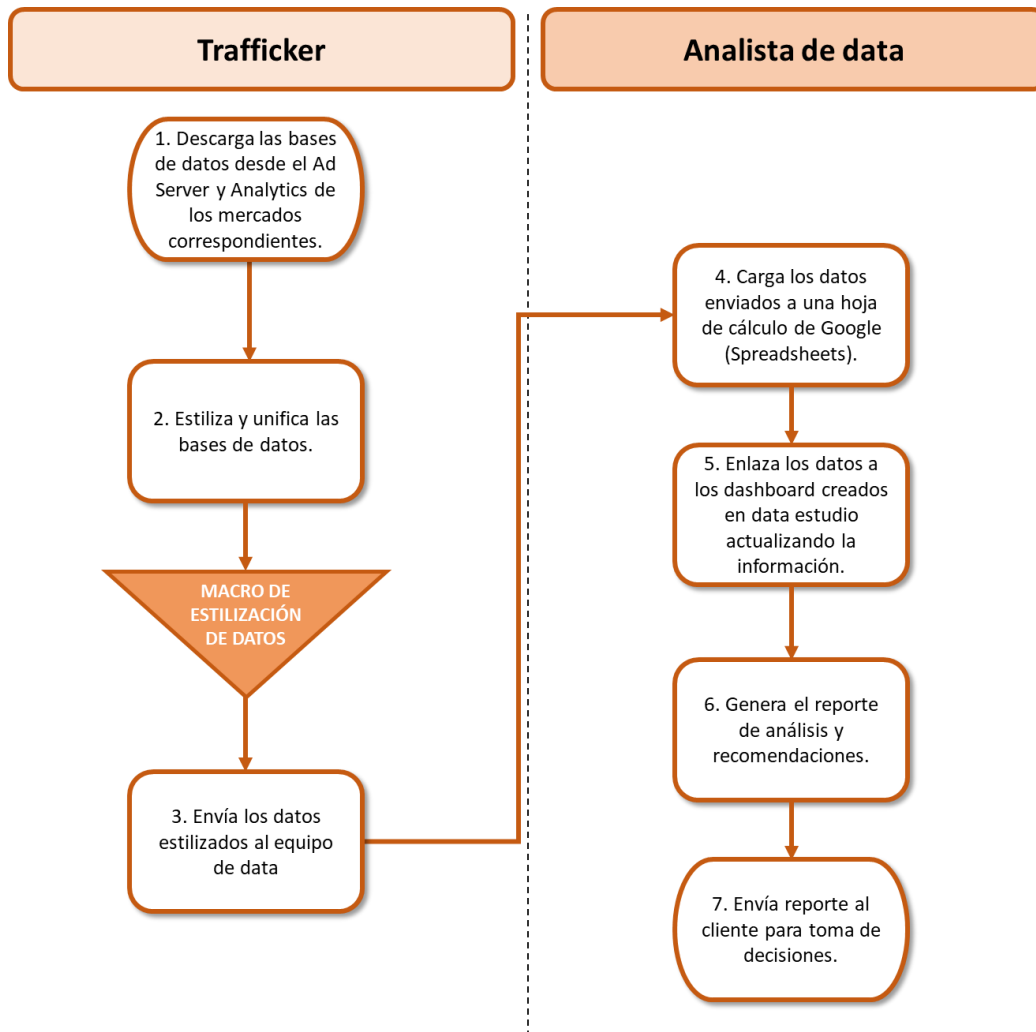 Trafficker
Analista de data
1. Descarga las bases
de datos desde el Ad
Server y Analytics de
los mercados
correspondientes.
2. Estiliza y unifica las
bases de datos.
MACRO DE
ESTILIZACIÓN
DE DATOS
3. Envía los datos
estilizados al equipo
de data
4. Carga los datos
enviados a una hoja
de cálculo de Google
(Spreadsheets).
5. Enlaza los datos a
los dashboard creados
en data estudio
actualizando la
información.
6. Genera el reporte
de análisis y
recomendaciones.
7. Envía reporte al
cliente para toma de
decisiones.